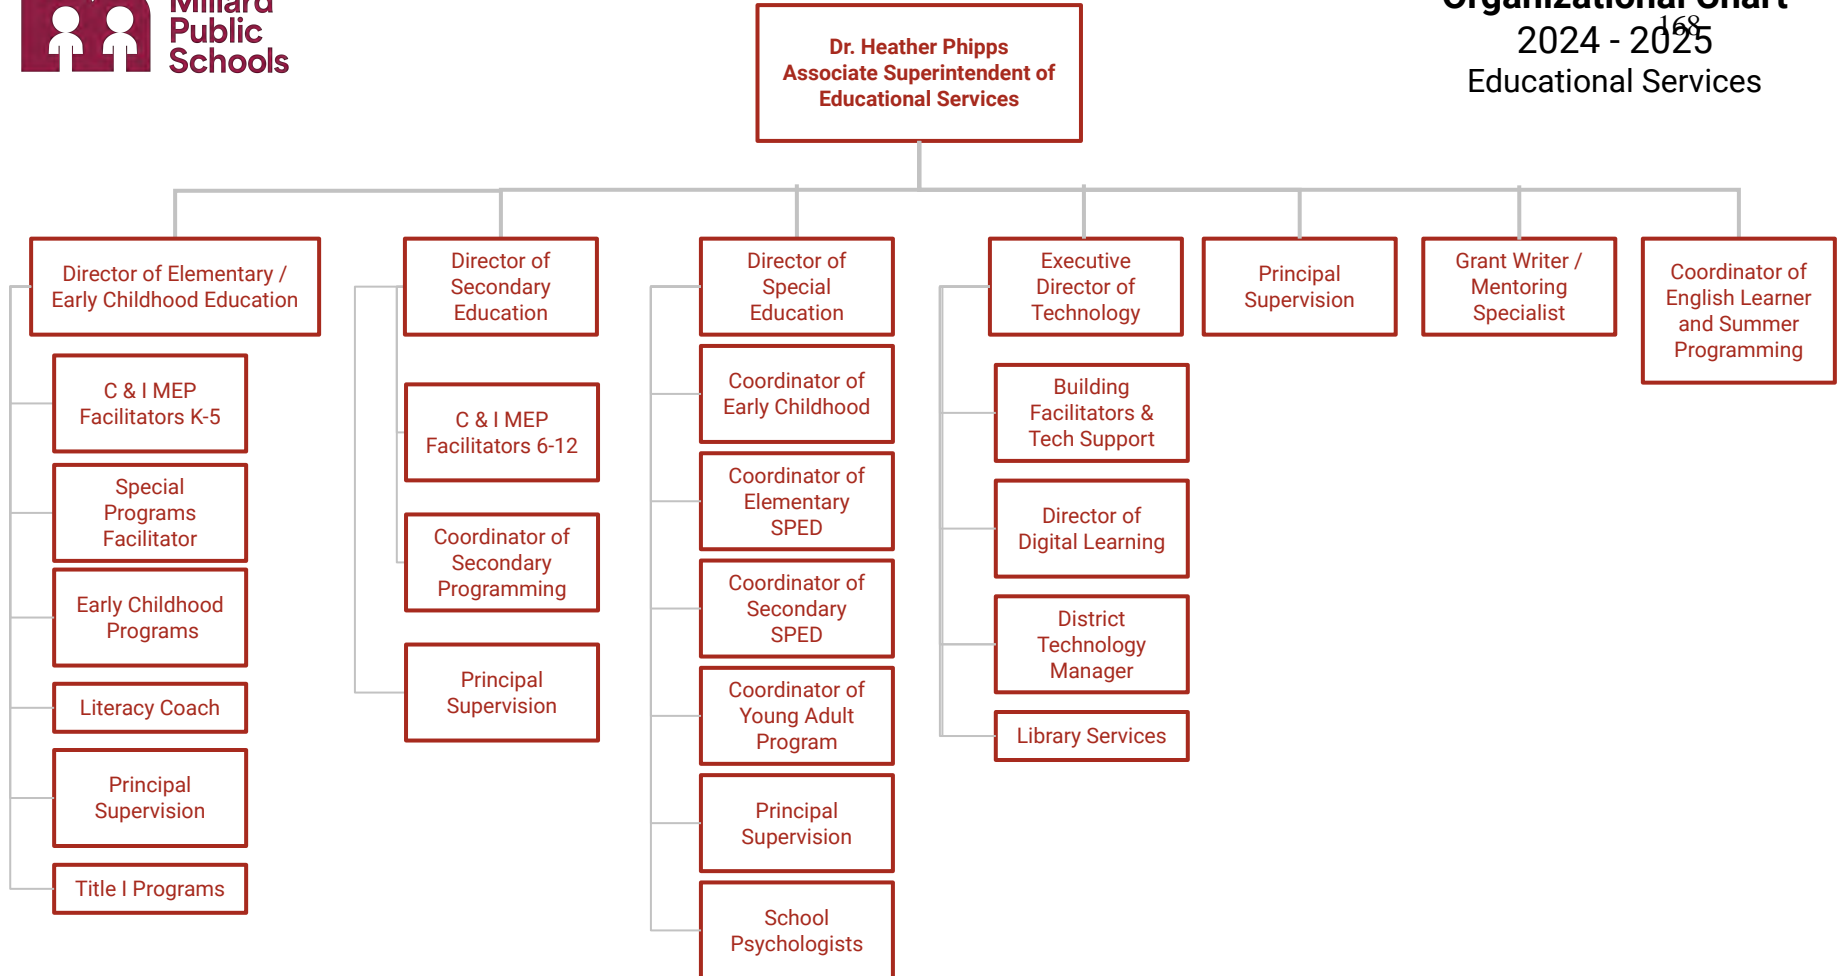 Millard
Public
Schools
Organizational Chart
168
2024 - 2025
Educational Services
Dr. Heather Phipps
Associate Superintendent of
Educational Services
Director of Elementary /
Early Childhood Education
C & I MEP
Facilitators K-5
Special
Programs
Facilitator
Early Childhood
Programs
Literacy Coach
Principal
Supervision
Title I Programs
Director of
Secondary
Education
C & I MEP
Facilitators 6-12
Coordinator of
Secondary
Programming
Principal
Supervision
Director of
Special
Education
Coordinator of
Early Childhood
Coordinator of
Elementary
SPED
Coordinator of
Secondary
SPED
Coordinator of
Young Adult
Program
Principal
Supervision
School
Psychologists
Executive
Director of
Technology
Building
Facilitators &
Tech Support
Director of
Digital Learning
District
Technology
Manager
Library Services
Principal
Supervision
Grant Writer /
Mentoring
Specialist
Coordinator of
English Learner
and Summer
Programming